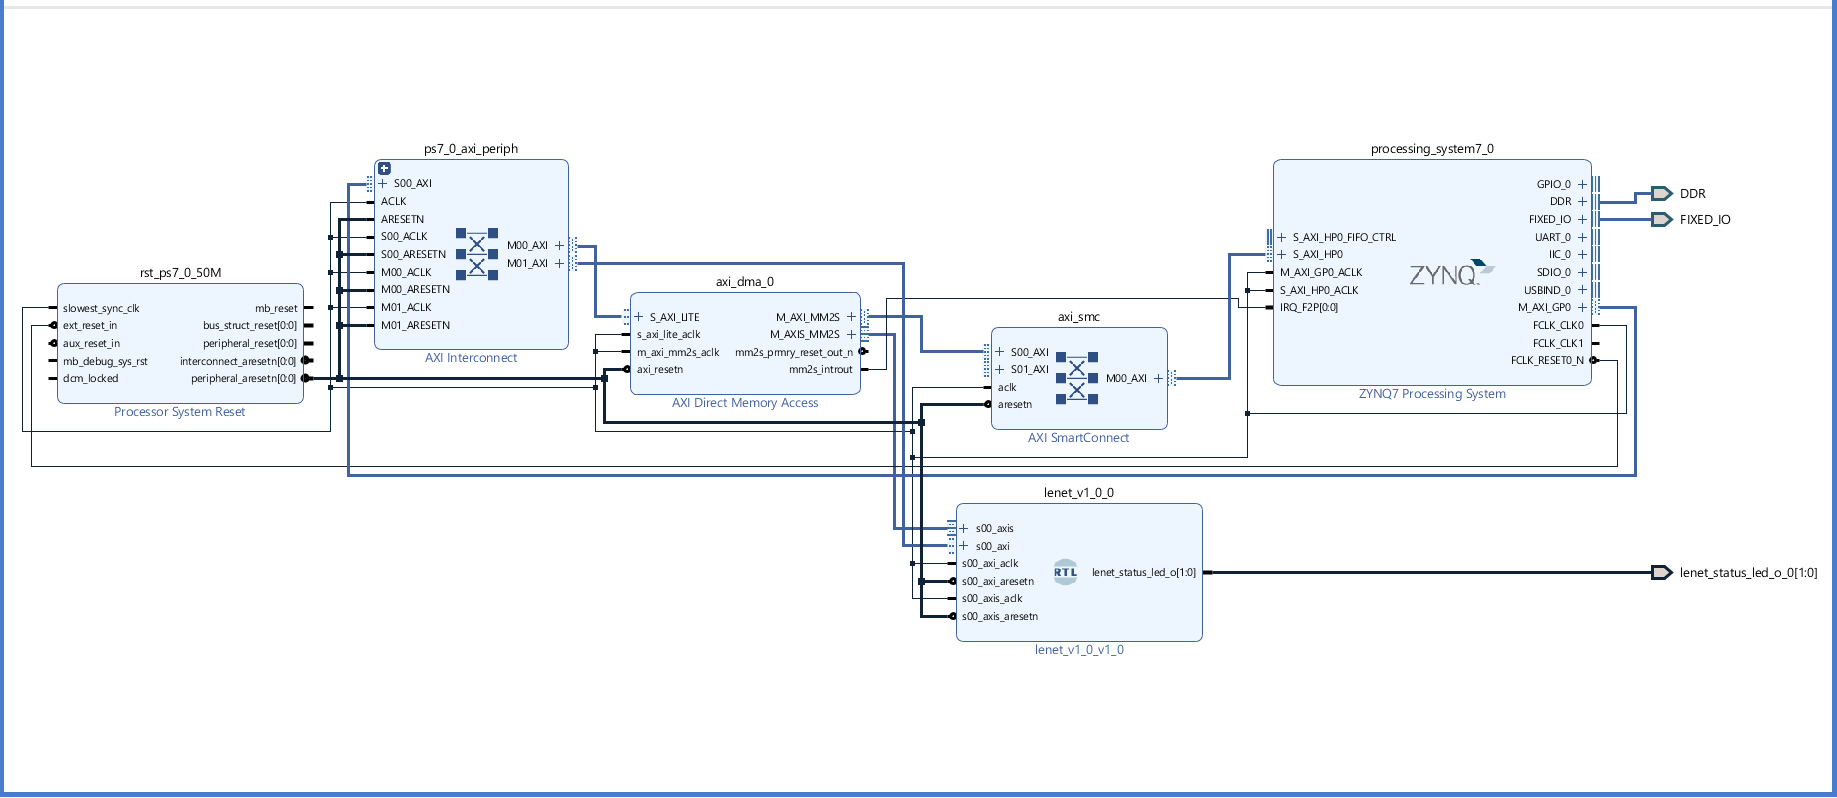 rst_ps7_0_50M
slowest_sync_clk
ext_reset_in
aux_reset_in
mb_debug_sys_rst
dcm_locked
mb_reset
bus_struct_reset[0:0]
peripheral_reset[0:0]
interconnect_aresetn[0:0]
peripheral_aresetn[0:0]
Processor System Reset
ps7_0_axi_periph
S00_AXI
ACLK
ARESETN
S00_ACLK
S00_ARESETN
M00_ACLK
M00_ARESETN
M01_ACLK
M01_ARESETN
M00_AXI
M01_AXI
AXI Interconnect
axi_dma_0
S_AXI_LITE
s_axi_lite_aclk
m_axi_mm2s_aclk
axi_resetn
M_AXI_MM2S
M_AXIS_MM2S
mm2s_prmry_reset_out_n
mm2s_introut
AXI Direct Memory Access
axi_smc
S00_AXI
S01_AXI
aclk
aresetn
M00_AXI
AXI SmartConnect
processing_system7_0
S_AXI_HP0_FIFO_CTRL
S_AXI_HP0
M_AXI_GP0_ACLK
S_AXI_HP0_ACLK
IRQ_F2P[0:0]
ZYNQ
GPIO_0
DDR
FIXED_IO
UART_0
IIC_0
SDIO_0
USBIND_0
M_AXI_GP0
FCLK_CLK0
FCLK_CLK1
FCLK_RESET0_N
ZYNQ7 Processing System
DDR
FIXED_IO
lenet_v1_0_0
s00_axis
s00_axi
s00_axi_aclk
s00_axi_aresetn
s00_axis_aclk
s00_axis_aresetn
RTL
lenet_status_led_o[1:0]
lenet_v1_0_v1_0
lenet_status_led_o_0[1:0]